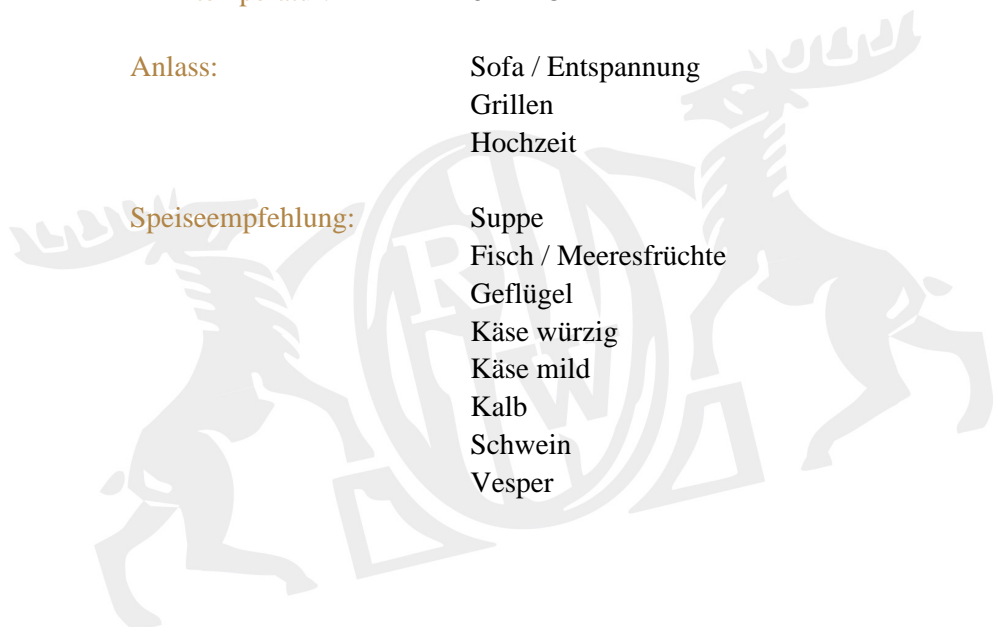 Anlass: Sofa / Entspannung
Grillen
Hochzeit
Speiseempfehlung: Suppe
Fisch / Meeresfrüchte
Geflügel
Käse würzig
Käse mild
Kalb
Schwein
Vesper
R W
W